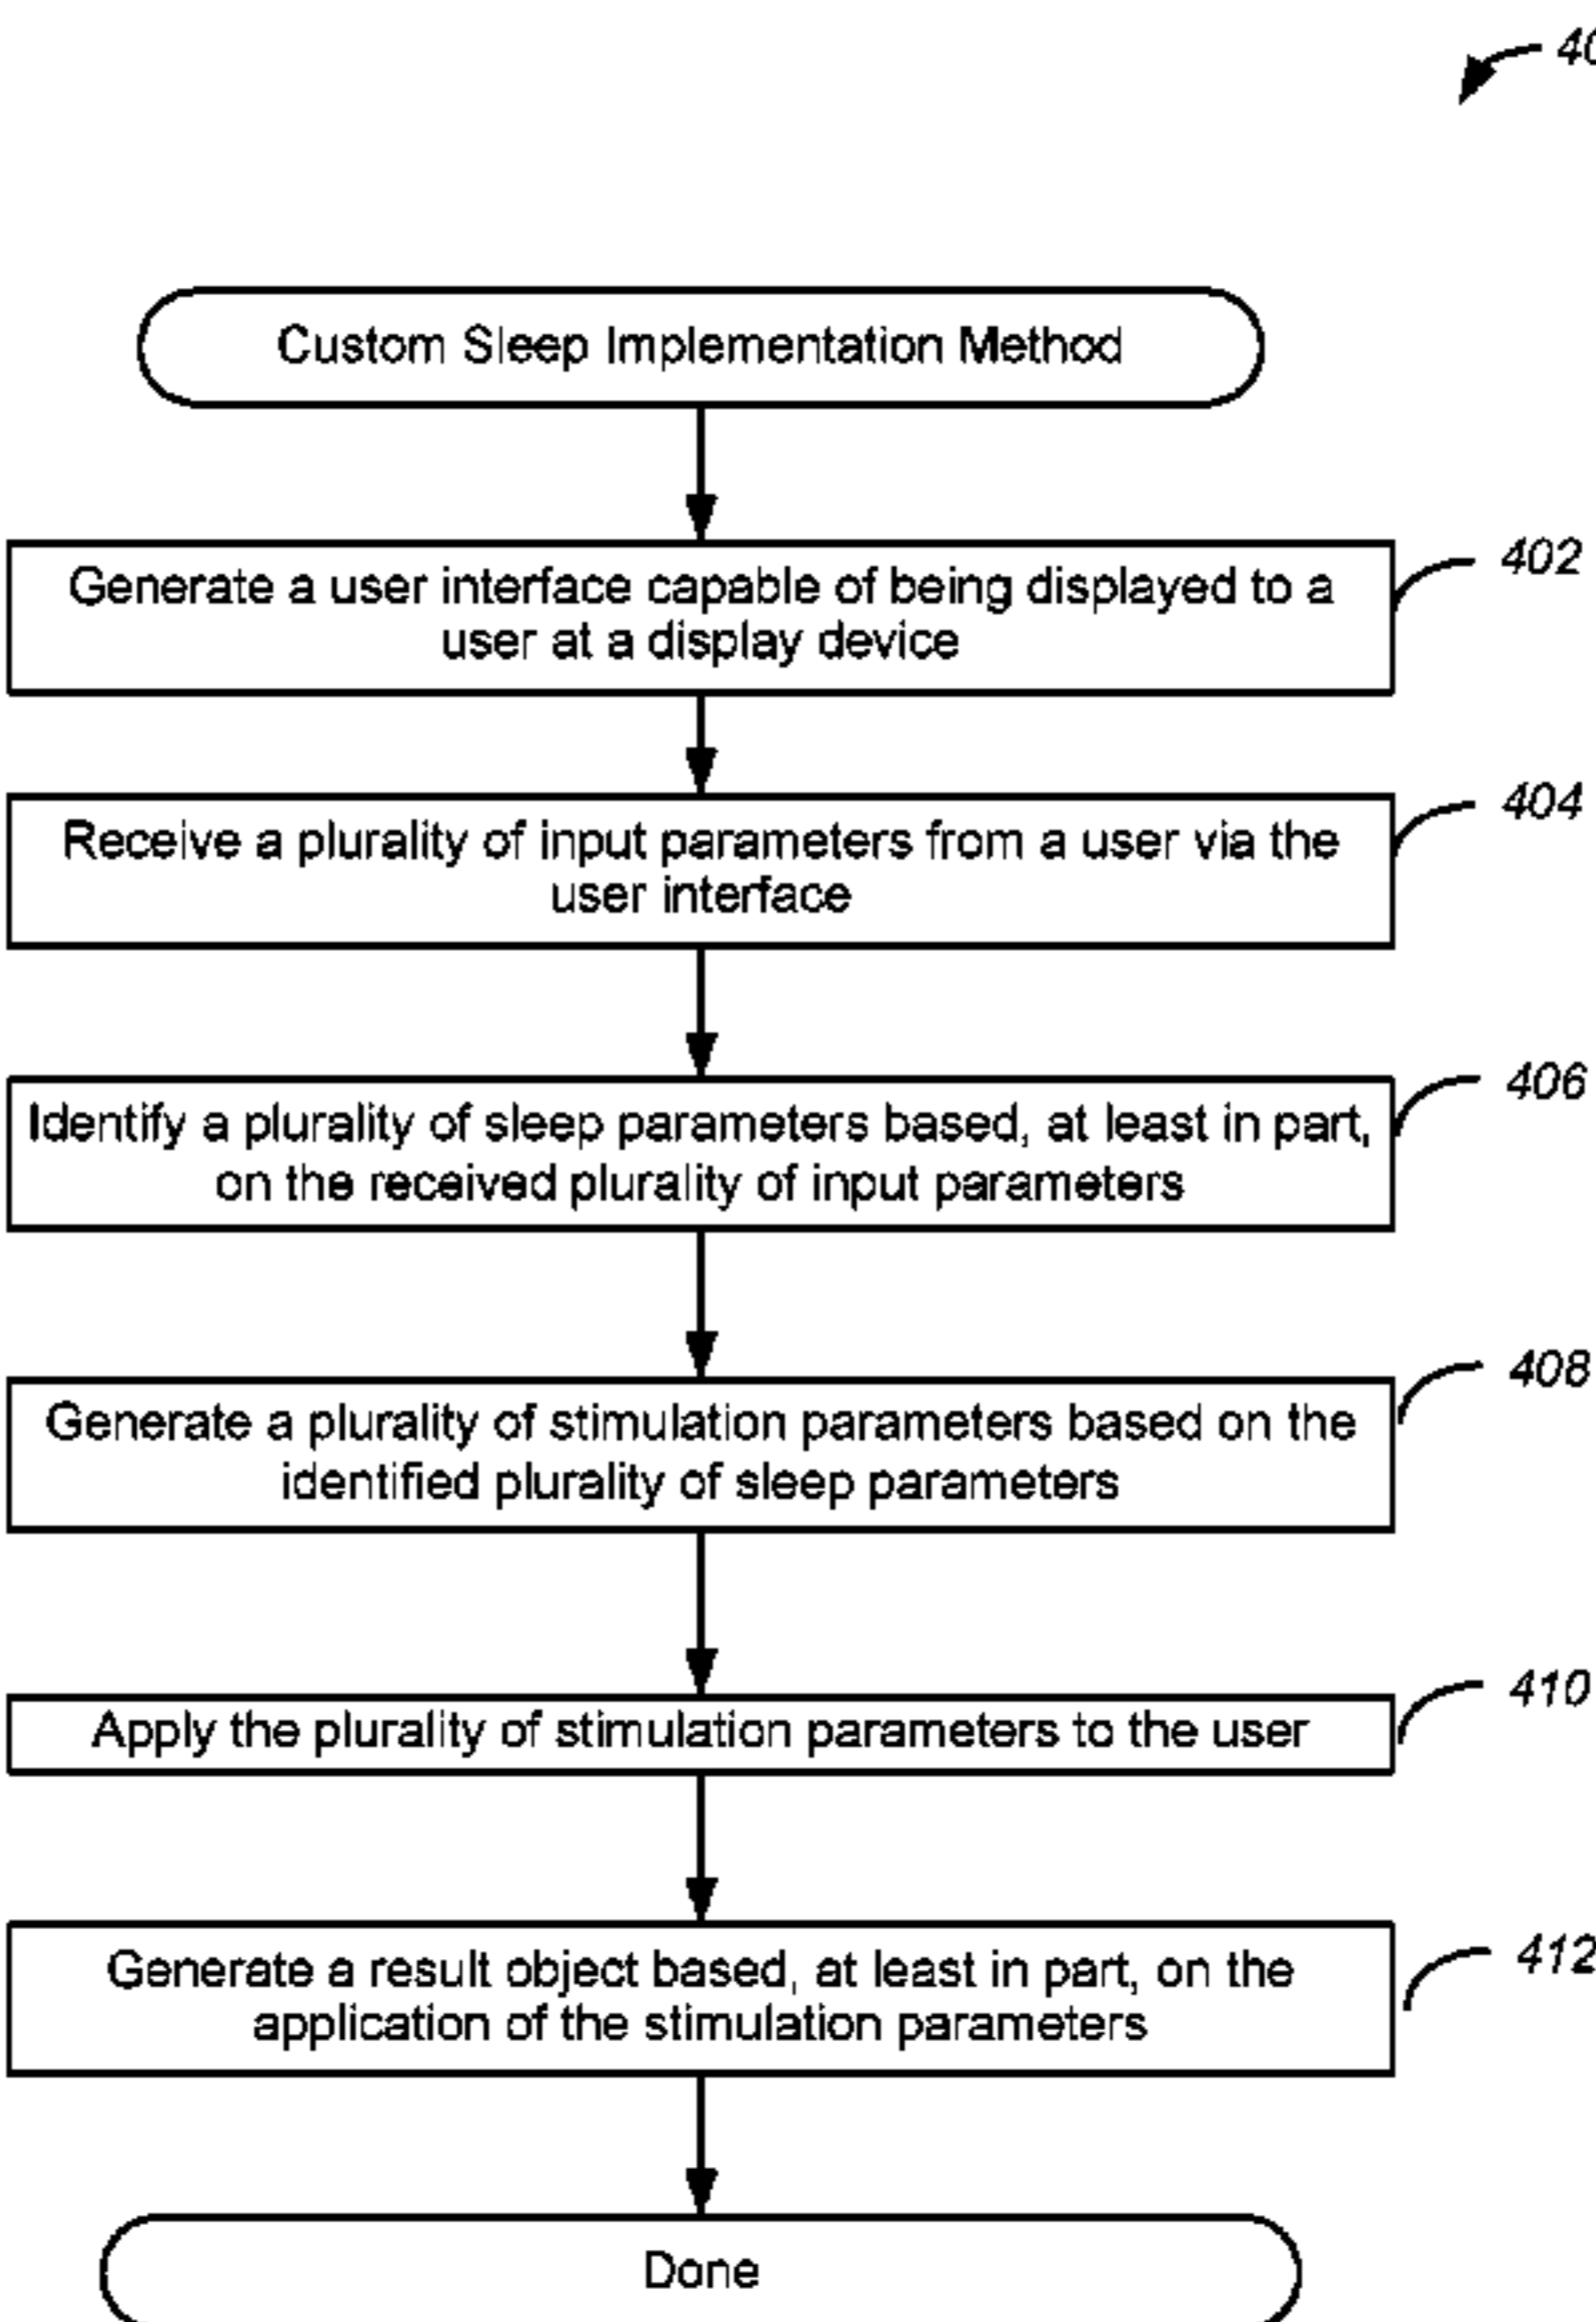 Custom Sleep Implementation Method
Generate a user interface capable of being displayed to a
user at a display device
402
Receive a plurality of input parameters from a user via the
user interface
404
Identify a plurality of sleep parameters based, at least in part,
on the received plurality of input parameters
406
Generate a plurality of stimulation parameters based on the
identified plurality of sleep parameters
408
Apply the plurality of stimulation parameters to the user
410
Generate a result object based, at least in part, on the
application of the stimulation parameters
412
Done